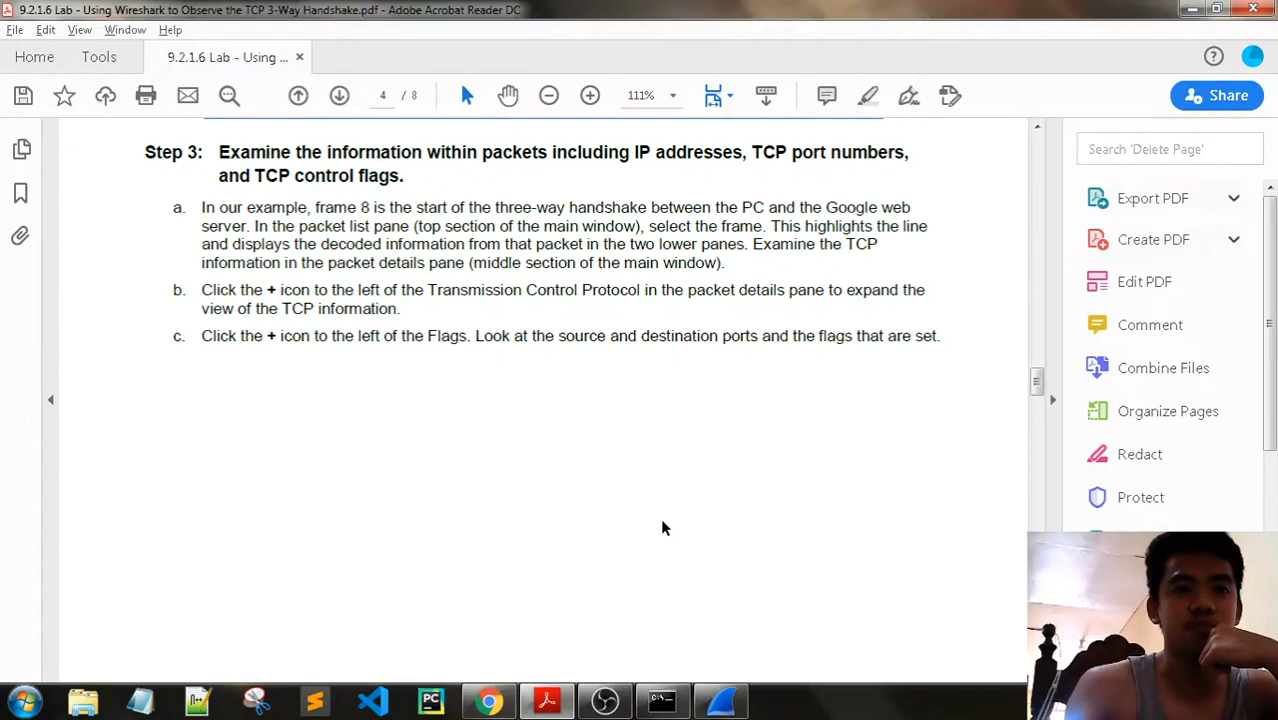 9.2.1.6 Lab - Using Wireshark to Observe the TCP 3-Way Handshake.pdf - Adobe Acrobat Reader DC
File Edit View Window Help
Home Tools 9.2.1.6 Lab - Using ... ×
4 / 8 111% Share
Search 'Delete Page'
Step 3: Examine the information within packets including IP addresses, TCP port numbers,
and TCP control flags.
a. In our example, frame 8 is the start of the three-way handshake between the PC and the Google web
server. In the packet list pane (top section of the main window), select the frame. This highlights the line
and displays the decoded information from that packet in the two lower panes. Examine the TCP
information in the packet details pane (middle section of the main window).
b. Click the + icon to the left of the Transmission Control Protocol in the packet details pane to expand the
view of the TCP information.
c. Click the + icon to the left of the Flags. Look at the source and destination ports and the flags that are set.
Export PDF
Create PDF
Edit PDF
Comment
Combine Files
Organize Pages
Redact
Protect
PC
C:\_